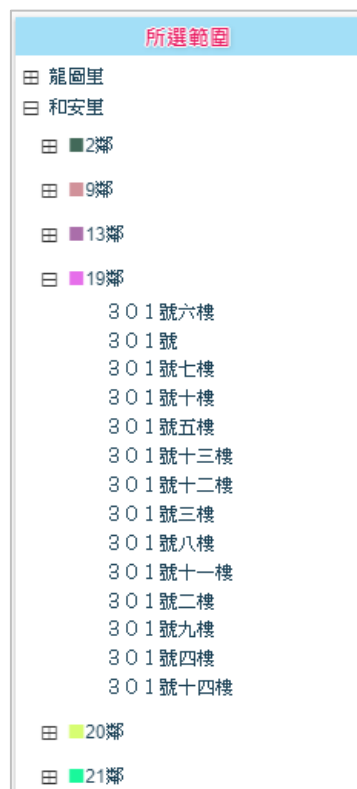 所選範圍
龍圖里
和安里
2鄰
9鄰
13鄰
19鄰
３０１號六樓
３０１號
３０１號七樓
３０１號十樓
３０１號五樓
３０１號十三樓
３０１號十二樓
３０１號三樓
３０１號八樓
３０１號十一樓
３０１號二樓
３０１號九樓
３０１號四樓
３０１號十四樓
20鄰
21鄰